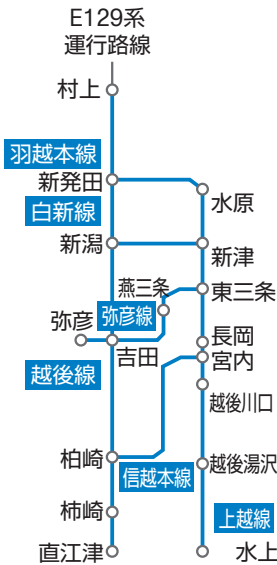 E129系
運行路線
村上
羽越本線
新発田
水原
白新線
新潟
新津
燕三条
東三条
弥彦
弥彦線
長岡
吉田
宮内
越後線
越後川口
柏崎
越後湯沢
信越本線
柿崎
上越線
直江津
水上